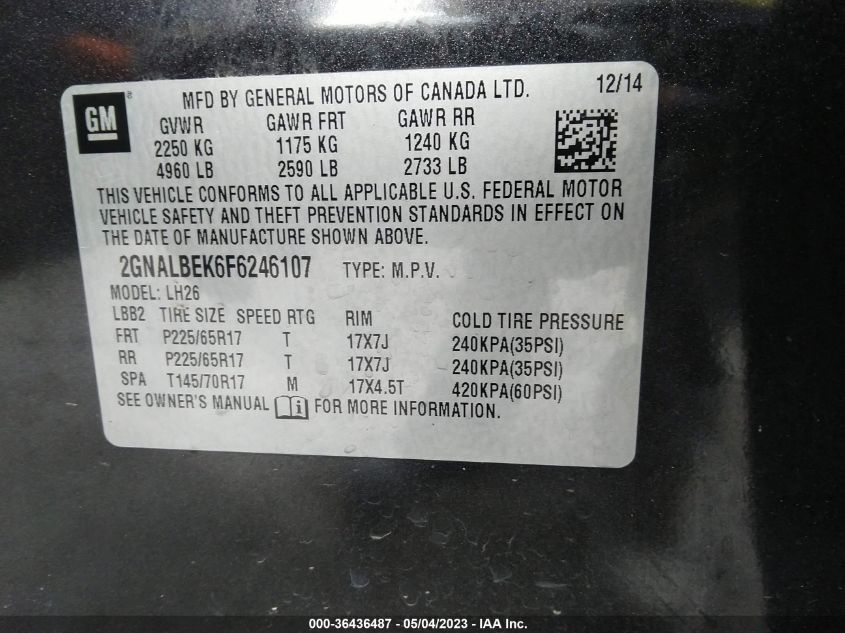 GM
MFD BY GENERAL MOTORS OF CANADA LTD. 12/14
GVWR GAWR FRT GAWR RR
2250 KG 1175 KG 1240 KG
4960 LB 2590 LB 2733 LB
THIS VEHICLE CONFORMS TO ALL APPLICABLE U.S. FEDERAL MOTOR
VEHICLE SAFETY AND THEFT PREVENTION STANDARDS IN EFFECT ON
THE DATE OF MANUFACTURE SHOWN ABOVE.
2GNALBEK6F6246107 TYPE: M.P.V.
MODEL: LH26
LBB2 TIRE SIZE SPEED RTG RIM COLD TIRE PRESSURE
FRT P225/65R17 T 17X7J 240KPA(35PSI)
RR P225/65R17 T 17X7J 240KPA(35PSI)
SPA T145/70R17 M 17X4.5T 420KPA(60PSI)
SEE OWNER'S MANUAL i FOR MORE INFORMATION.
000-36436487 - 05/04/2023 - IAA Inc.